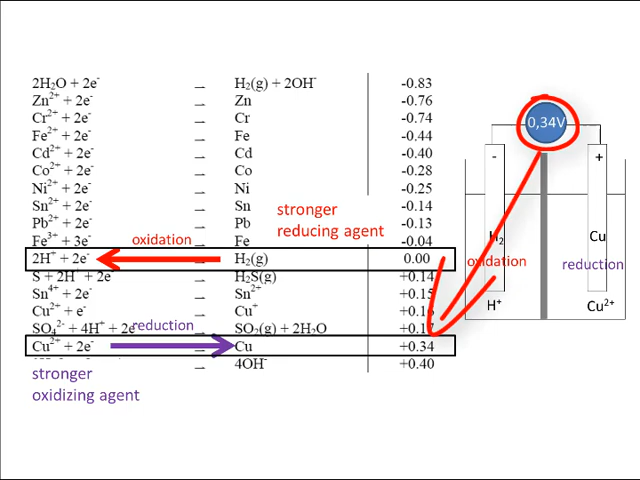 2H₂O + 2e⁻ ⇌ H₂(g) + 2OH⁻ -0.83
Zn²⁺ + 2e⁻ ⇌ Zn -0.76
Cr²⁺ + 2e⁻ ⇌ Cr -0.74
Fe²⁺ + 2e⁻ ⇌ Fe -0.44
Cd²⁺ + 2e⁻ ⇌ Cd -0.40
Co²⁺ + 2e⁻ ⇌ Co -0.28
Ni²⁺ + 2e⁻ ⇌ Ni -0.25
Sn²⁺ + 2e⁻ ⇌ Sn -0.14
Pb²⁺ + 2e⁻ ⇌ Pb -0.13
Fe³⁺ + 3e⁻ ⇌ Fe -0.04
stronger
reducing agent
oxidation
2H⁺ + 2e⁻ H₂(g) 0.00
S + 2H⁺ + 2e⁻ ⇌ H₂S(g) +0.14
Sn⁴⁺ + 2e⁻ ⇌ Sn²⁺ +0.15
Cu²⁺ + e⁻ ⇌ Cu⁺ +0.16
SO₄²⁻ + 4H⁺ + 2e⁻ ⇌ SO₂(g) + 2H₂O +0.17
reduction
Cu²⁺ + 2e⁻ Cu +0.34
4OH⁻ +0.40
stronger
oxidizing agent
0,34V
- +
H₂ Cu
oxidation reduction
H⁺ Cu²⁺